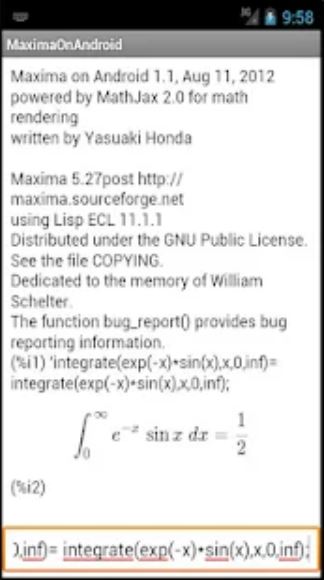 3G 9:58
MaximaOnAndroid
Maxima on Android 1.1, Aug 11, 2012
powered by MathJax 2.0 for math
rendering
written by Yasuaki Honda
Maxima 5.27post http://
maxima.sourceforge.net
using Lisp ECL 11.1.1
Distributed under the GNU Public License.
See the file COPYING.
Dedicated to the memory of William
Schelter.
The function bug_report() provides bug
reporting information.
(%i1) 'integrate(exp(-x)*sin(x),x,0,inf)=
integrate(exp(-x)*sin(x),x,0,inf);
∫₀^∞ e^{-x} sin x dx = 1/2
(%i2)
),inf)= integrate(exp(-x)*sin(x),x,0,inf);